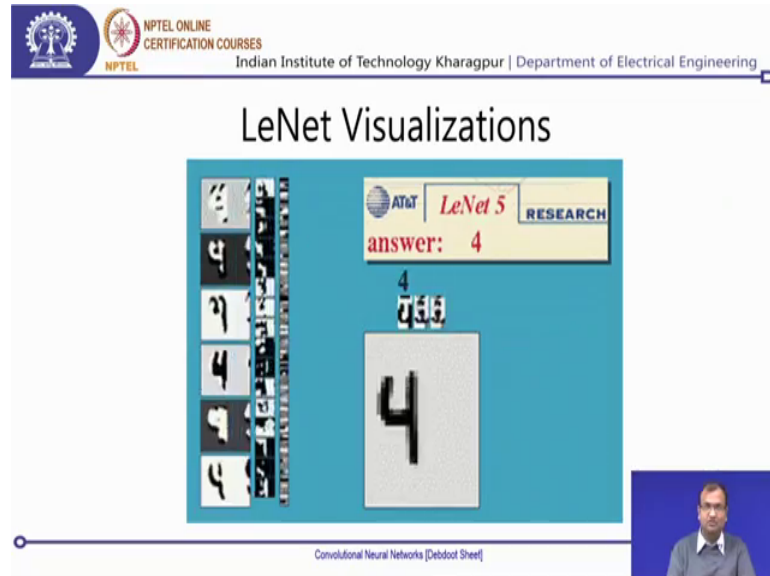 NPTEL ONLINE
CERTIFICATION COURSES
NPTEL
Indian Institute of Technology Kharagpur | Department of Electrical Engineering
LeNet Visualizations
AT&T
LeNet 5
RESEARCH
answer: 4
4
4
Convolutional Neural Networks [Debdoot Sheet]